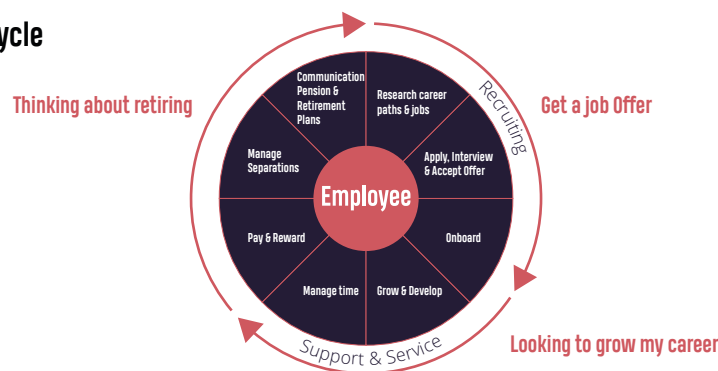 ycle
Thinking about retiring
Communication
Pension &
Retirement
Plans
Research career
paths & jobs
Recruiting
Get a job Offer
Manage
Separations
Apply, Interview
& Accept Offer
Employee
Pay & Reward
Onboard
Manage time
Grow & Develop
Support & Service
Looking to grow my career